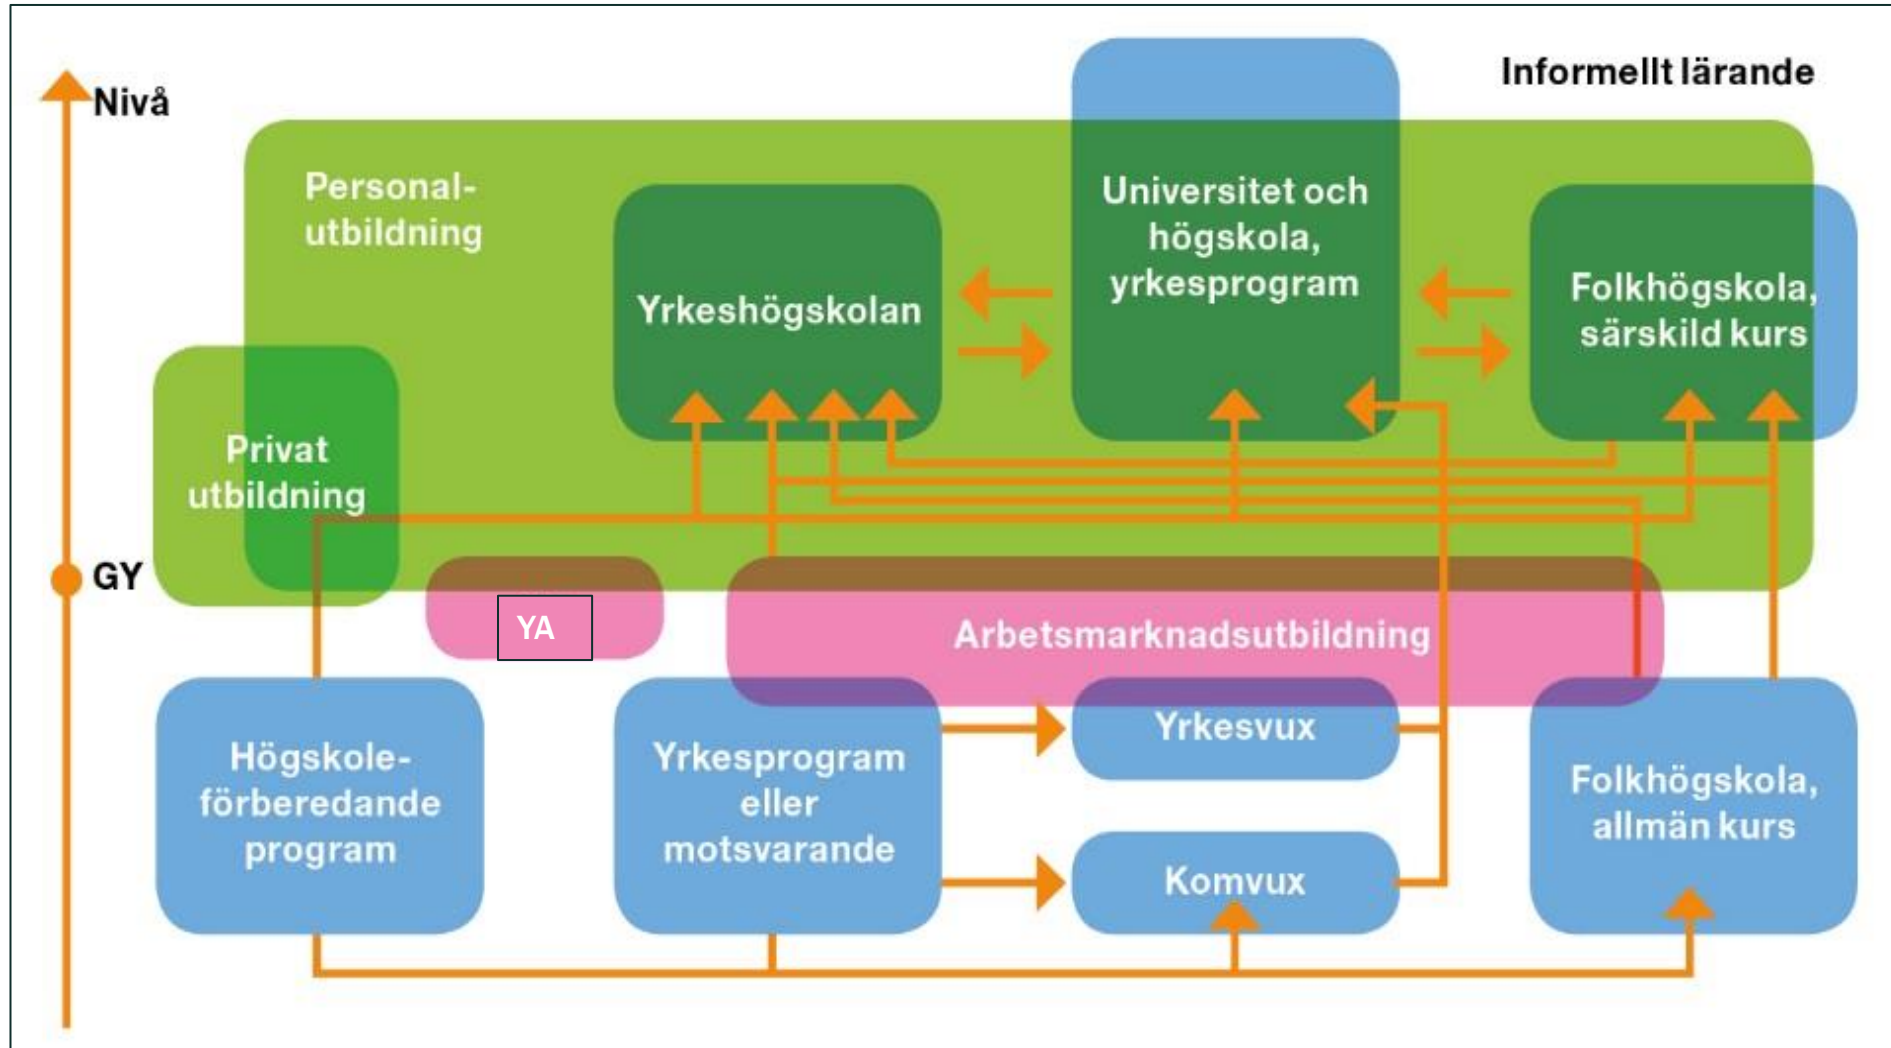 Nivå
Informellt lärande
Personal-
utbildning
Universitet och
högskola,
yrkesprogram
Yrkeshögskolan
Folkhögskola,
särskild kurs
Privat
utbildning
GY
YA
Arbetsmarknadsutbildning
Högskole-
förberedande
program
Yrkesprogram
eller
motsvarande
Yrkesvux
Komvux
Folkhögskola,
allmän kurs